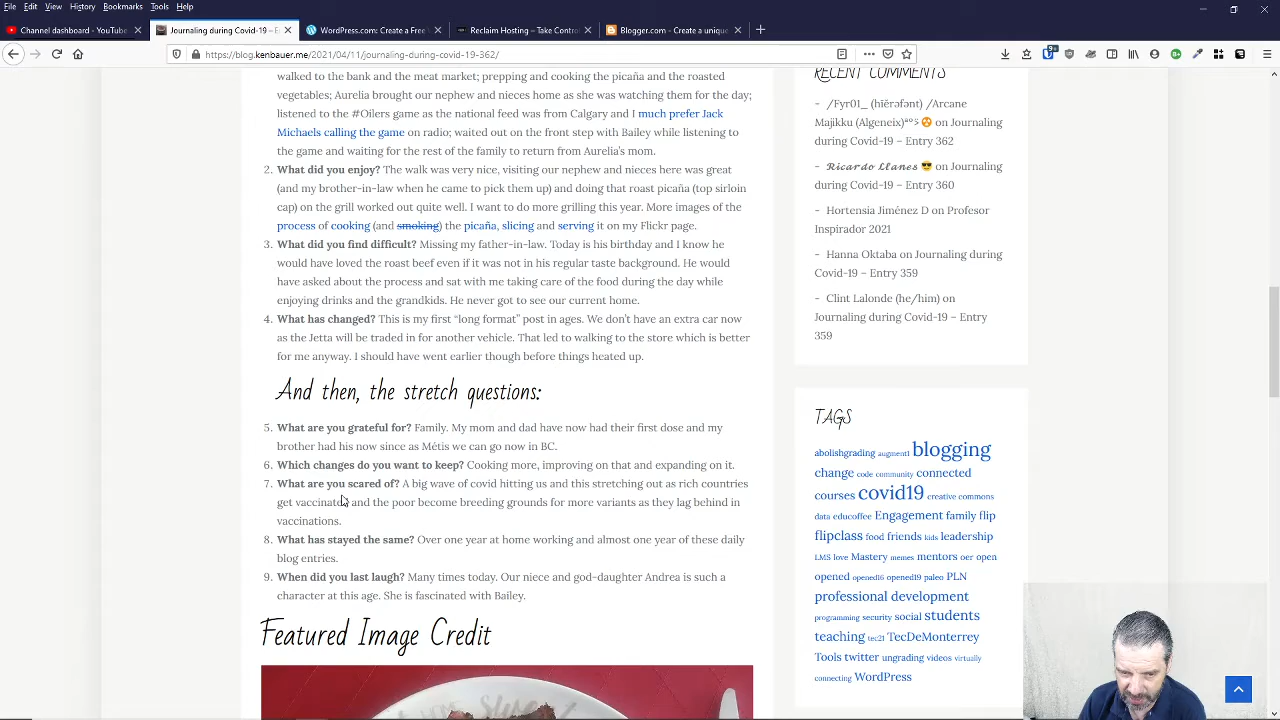 File Edit View History Bookmarks Tools Help
Channel dashboard - YouTube
Journaling during Covid-19 – E
WordPress.com: Create a Free
Reclaim Hosting – Take Control
Blogger.com - Create a unique
https://blog.kenbauer.me/2021/04/11/journaling-during-covid-19-362/
walked to the bank and the meat market; prepping and cooking the picaña and the roasted
vegetables; Aurelia brought our nephew and nieces home as she was watching them for the day;
listened to the #Oilers game as the national feed was from Calgary and I much prefer Jack
Michaels calling the game on radio; waited out on the front step with Bailey while listening to
the game and waiting for the rest of the family to return from Aurelia's mom.
2. What did you enjoy? The walk was very nice, visiting our nephew and nieces here was great
(and my brother-in-law when he came to pick them up) and doing that roast picaña (top sirloin
cap) on the grill worked out quite well. I want to do more grilling this year. More images of the
process of cooking (and smoking) the picaña, slicing and serving it on my Flickr page.
3. What did you find difficult? Missing my father-in-law. Today is his birthday and I know he
would have loved the roast beef even if it was not in his regular taste background. He would
have asked about the process and sat with me taking care of the food during the day while
enjoying drinks and the grandkids. He never got to see our current home.
4. What has changed? This is my first “long format” post in ages. We don't have an extra car now
as the Jetta will be traded in for another vehicle. That led to walking to the store which is better
for me anyway. I should have went earlier though before things heated up.
And then, the stretch questions:
5. What are you grateful for? Family. My mom and dad have now had their first dose and my
brother had his now since as Métis we can go now in BC.
6. Which changes do you want to keep? Cooking more, improving on that and expanding on it.
7. What are you scared of? A big wave of covid hitting us and this stretching out as rich countries
get vaccinated and the poor become breeding grounds for more variants as they lag behind in
vaccinations.
8. What has stayed the same? Over one year at home working and almost one year of these daily
blog entries.
9. When did you last laugh? Many times today. Our niece and god-daughter Andrea is such a
character at this age. She is fascinated with Bailey.
Featured Image Credit
RECENT COMMENTS
- /Fyr01_ (hĭērəfənt) /Arcane
Majikku (Algeneix) on Journaling
during Covid-19 – Entry 362
- Ricardo Llanes 😎 on Journaling
during Covid-19 – Entry 360
- Hortensia Jiménez D on Profesor
Inspirador 2021
- Hanna Oktaba on Journaling during
Covid-19 – Entry 359
- Clint Lalonde (he/him) on
Journaling during Covid-19 – Entry
359
TAGS
abolishgrading augment1 blogging
change code community connected
courses covid19 creative commons
data educoffee Engagement family flip
flipclass food friends kids leadership
LMS love Mastery memes mentors oer open
opened opened16 opened19 paleo PLN
professional development
programming security social students
teaching tec21 TecDeMonterrey
Tools twitter ungrading videos virtually
connecting WordPress